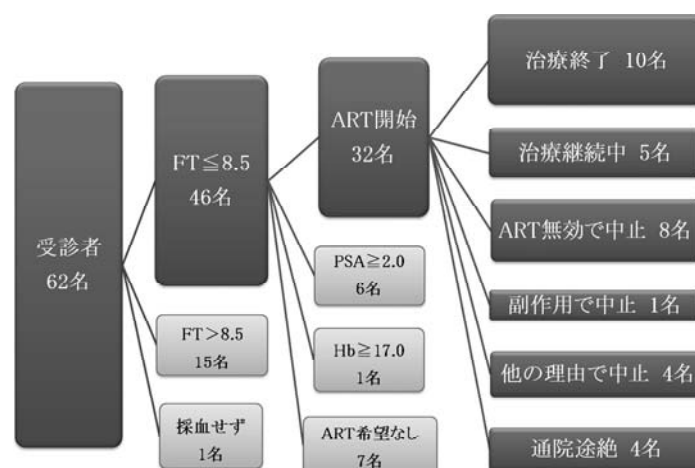 受診者
62名
FT≦8.5
46名
FT>8.5
15名
採血せず
1名
ART開始
32名
PSA≧2.0
6名
Hb≧17.0
1名
ART希望なし
7名
治療終了 10名
治療継続中 5名
ART無効で中止 8名
副作用で中止 1名
他の理由で中止 4名
通院途絶 4名